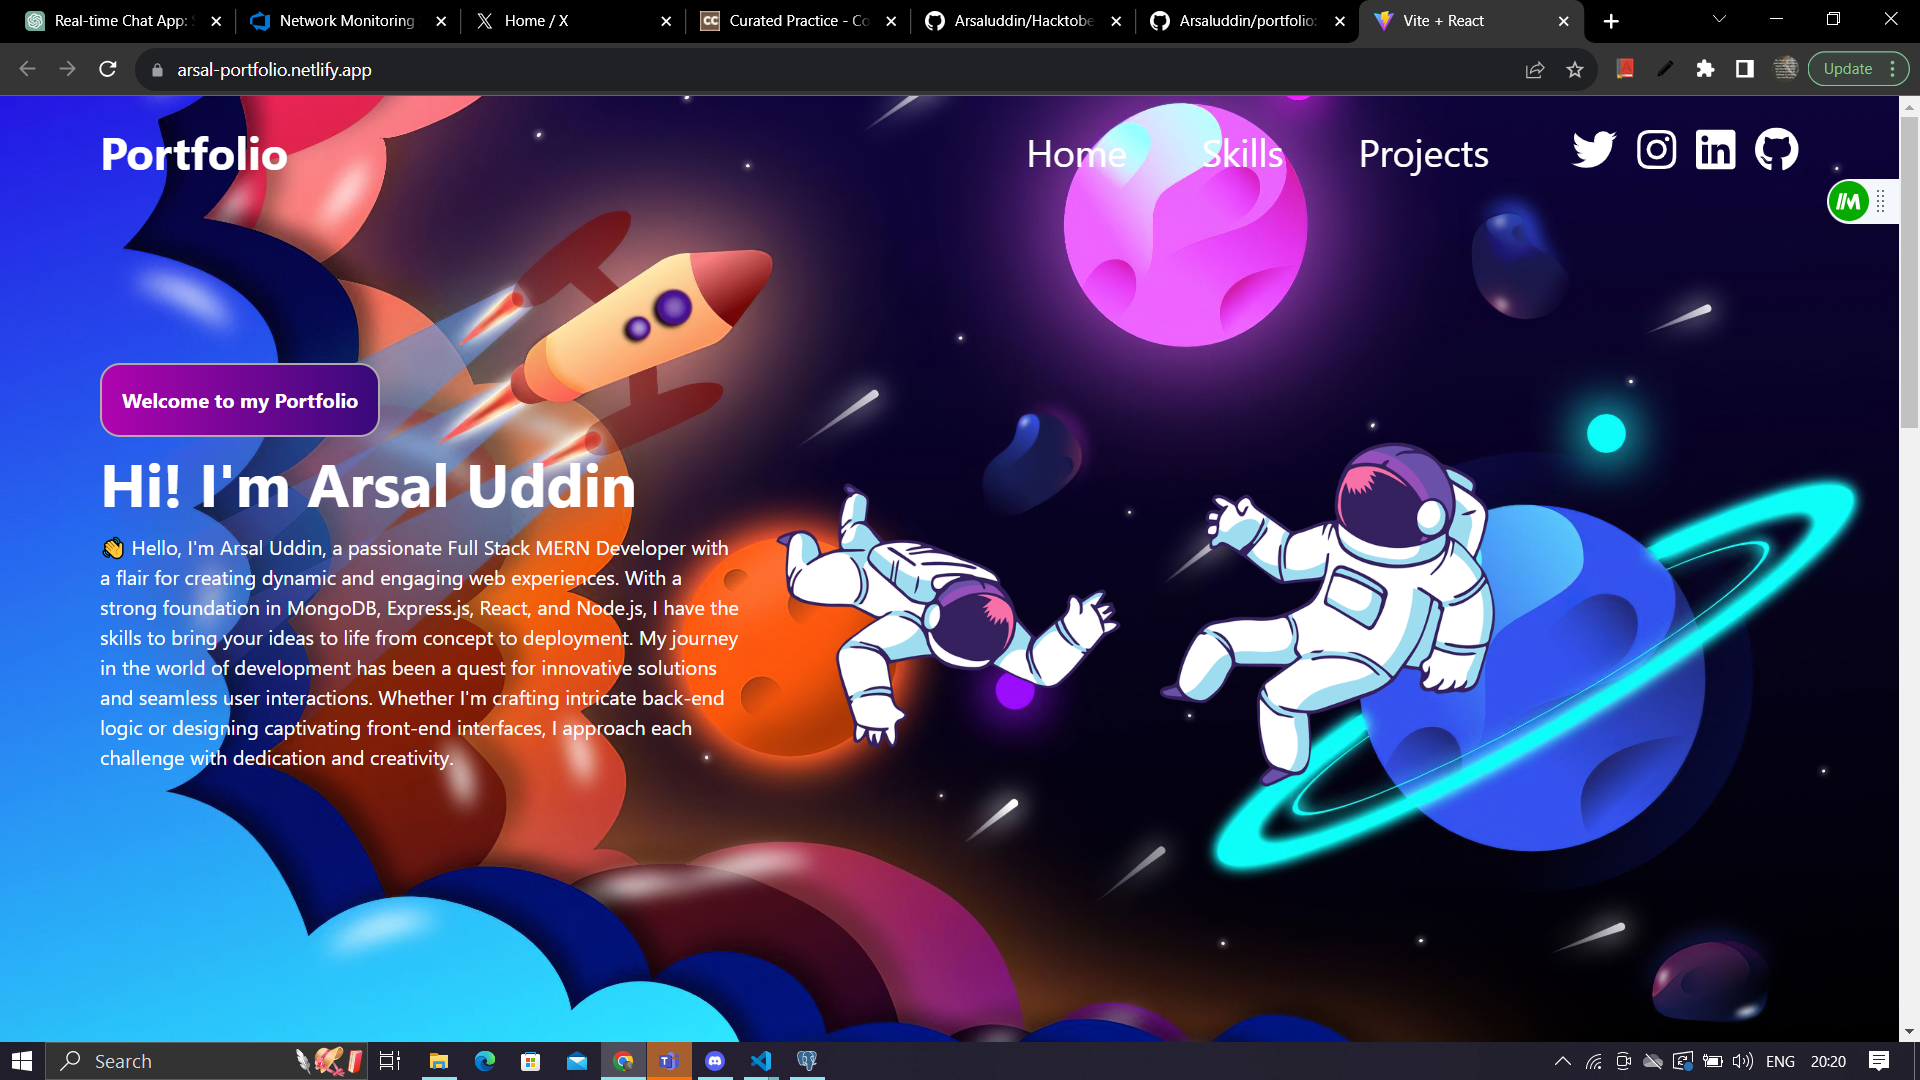 Real-time Chat App: S
Network Monitoring
Home / X
Curated Practice - Co
Arsaluddin/Hacktobe
Arsaluddin/portfolio:
Vite + React
arsal-portfolio.netlify.app
Update
Portfolio
Home
Skills
Projects
Welcome to my Portfolio
Hi! I'm Arsal Uddin
👋 Hello, I'm Arsal Uddin, a passionate Full Stack MERN Developer with
a flair for creating dynamic and engaging web experiences. With a
strong foundation in MongoDB, Express.js, React, and Node.js, I have the
skills to bring your ideas to life from concept to deployment. My journey
in the world of development has been a quest for innovative solutions
and seamless user interactions. Whether I'm crafting intricate back-end
logic or designing captivating front-end interfaces, I approach each
challenge with dedication and creativity.
Search
ENG
20:20